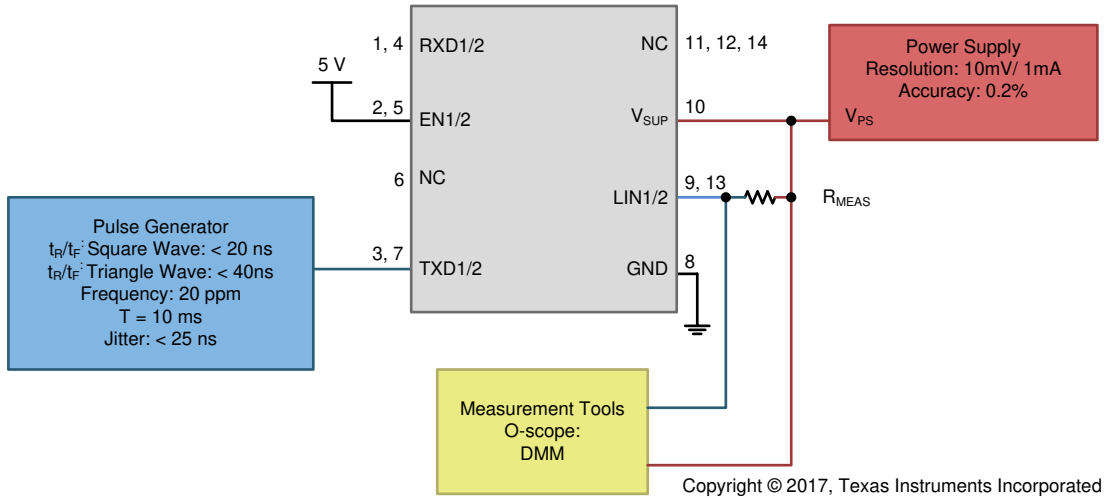 5 V
1, 4 RXD1/2
2, 5 EN1/2
6 NC
3, 7 TXD1/2
NC 11, 12, 14
VSUP 10
LIN1/2 9, 13
GND 8
RMEAS
Power Supply
Resolution: 10mV/ 1mA
Accuracy: 0.2%
VPS
Pulse Generator
tR/tF: Square Wave: < 20 ns
tR/tF: Triangle Wave: < 40ns
Frequency: 20 ppm
T = 10 ms
Jitter: < 25 ns
Measurement Tools
O-scope:
DMM
Copyright © 2017, Texas Instruments Incorporated